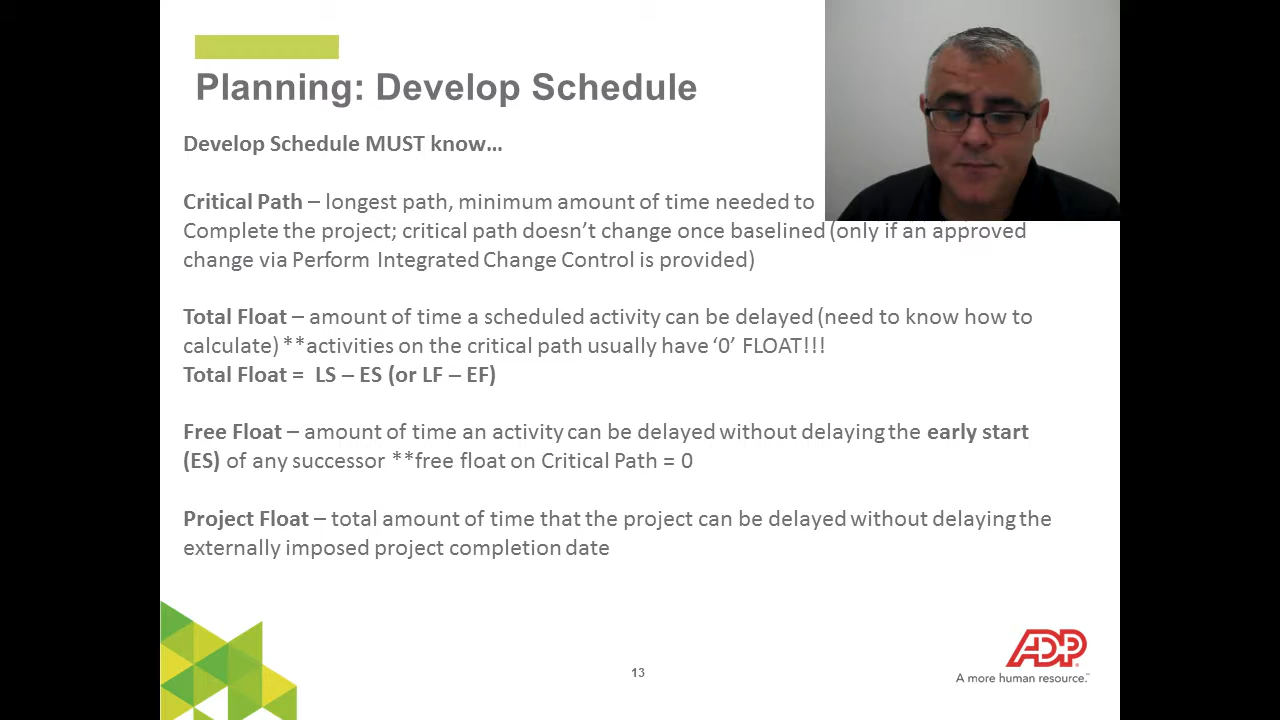 Planning: Develop Schedule
Develop Schedule MUST know...
Critical Path – longest path, minimum amount of time needed to
Complete the project; critical path doesn't change once baselined (only if an approved
change via Perform Integrated Change Control is provided)
Total Float – amount of time a scheduled activity can be delayed (need to know how to
calculate) **activities on the critical path usually have '0' FLOAT!!!
Total Float = LS – ES (or LF – EF)
Free Float – amount of time an activity can be delayed without delaying the early start
(ES) of any successor **free float on Critical Path = 0
Project Float – total amount of time that the project can be delayed without delaying the
externally imposed project completion date
13
ADP
A more human resource.™